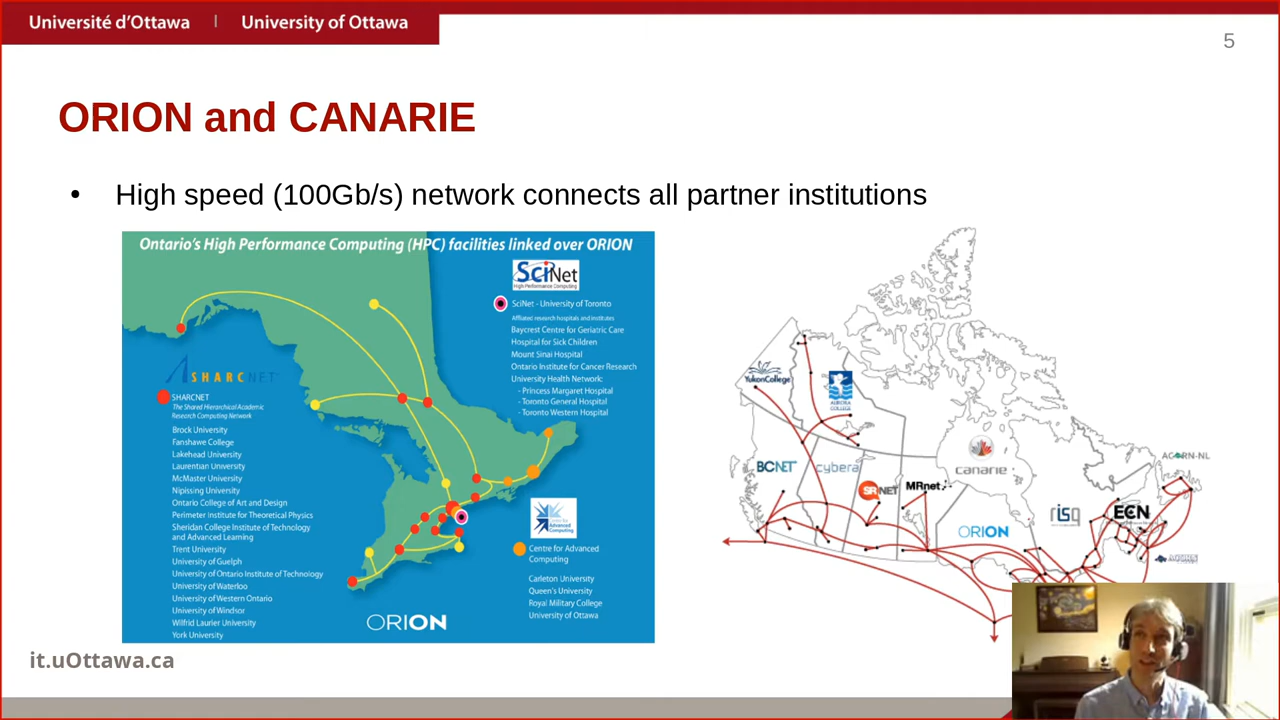 Université d'Ottawa | University of Ottawa
5
ORION and CANARIE
• High speed (100Gb/s) network connects all partner institutions
Ontario's High Performance Computing (HPC) facilities linked over ORION
SciNet
High Performance Computing
SciNet - University of Toronto
Affiliated research hospitals and institutes
Baycrest Centre for Geriatric Care
Hospital for Sick Children
Mount Sinai Hospital
Ontario Institute for Cancer Research
University Health Network:
- Princess Margaret Hospital
- Toronto General Hospital
- Toronto Western Hospital
SHARCNET
SHARCNET
The Shared Hierarchical Academic
Research Computing Network
Brock University
Fanshawe College
Lakehead University
Laurentian University
McMaster University
Nipissing University
Ontario College of Art and Design
Perimeter Institute for Theoretical Physics
Sheridan College Institute of Technology
and Advanced Learning
Trent University
University of Guelph
University of Ontario Institute of Technology
University of Waterloo
University of Western Ontario
University of Windsor
Wilfrid Laurier University
York University
Centre for
Advanced
Computing
Centre for Advanced
Computing
Carleton University
Queen's University
Royal Military College
University of Ottawa
ORION
YukonCollege
AURORA
COLLEGE
BCNET
cybera
SRNET
MRnet
canarie
ORION
risq
ECN
ACORN-NL
it.uOttawa.ca